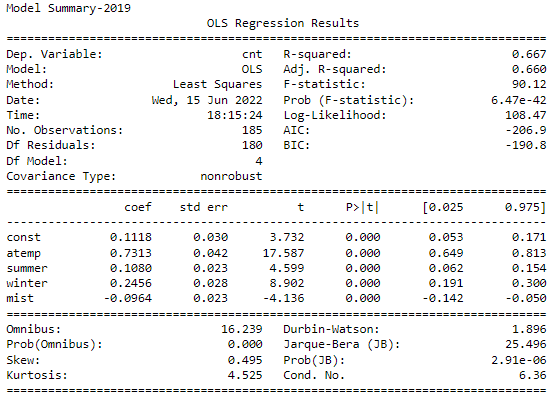 Model Summary-2019
OLS Regression Results
==============================================================================
Dep. Variable: cnt R-squared: 0.667
Model: OLS Adj. R-squared: 0.660
Method: Least Squares F-statistic: 90.12
Date: Wed, 15 Jun 2022 Prob (F-statistic): 6.47e-42
Time: 18:15:24 Log-Likelihood: 108.47
No. Observations: 185 AIC: -206.9
Df Residuals: 180 BIC: -190.8
Df Model: 4
Covariance Type: nonrobust
==============================================================================
coef std err t P>|t| [0.025 0.975]
------------------------------------------------------------------------------
const 0.1118 0.030 3.732 0.000 0.053 0.171
atemp 0.7313 0.042 17.587 0.000 0.649 0.813
summer 0.1080 0.023 4.599 0.000 0.062 0.154
winter 0.2456 0.028 8.902 0.000 0.191 0.300
mist -0.0964 0.023 -4.136 0.000 -0.142 -0.050
==============================================================================
Omnibus: 16.239 Durbin-Watson: 1.896
Prob(Omnibus): 0.000 Jarque-Bera (JB): 25.496
Skew: 0.495 Prob(JB): 2.91e-06
Kurtosis: 4.525 Cond. No. 6.36
==============================================================================